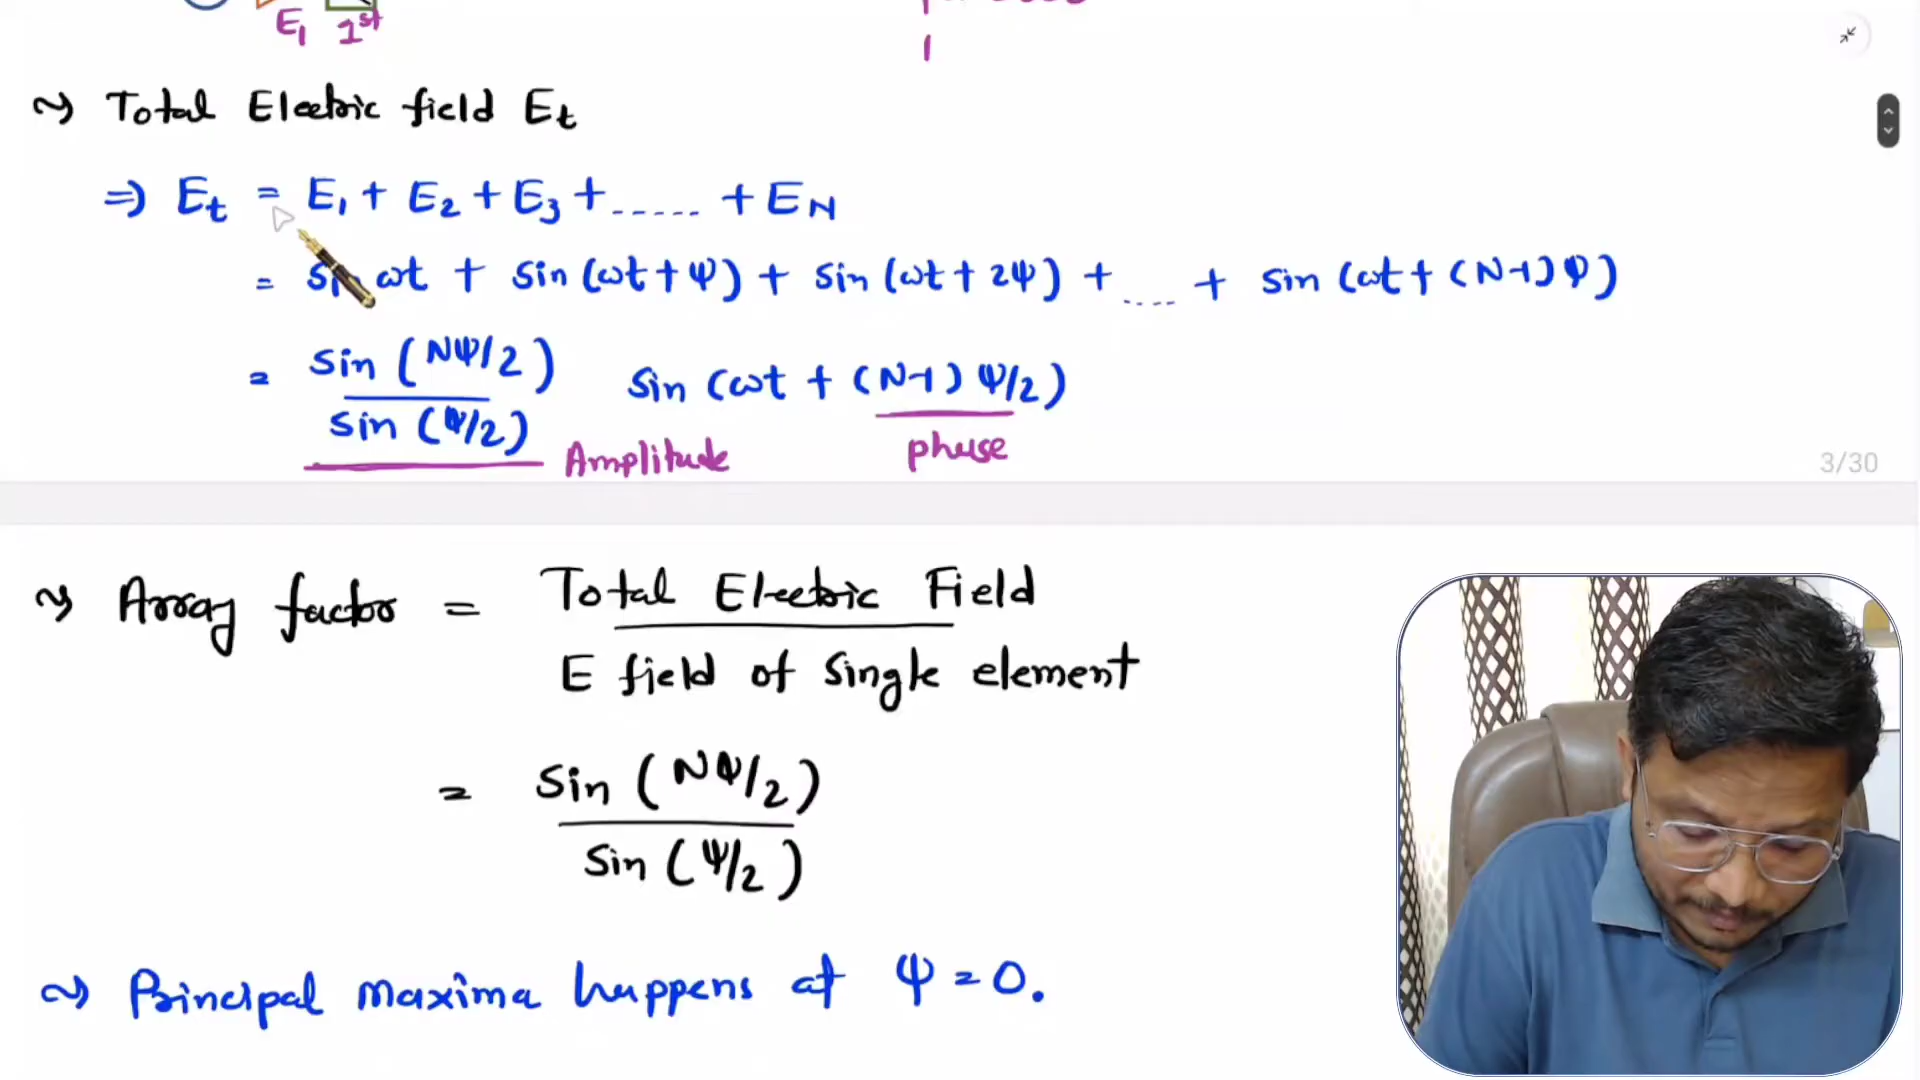 E₁ 1st
~> Total Electric field Et
=> Et = E₁ + E₂ + E₃ + ..... + EN
= sin ωt + sin (ωt + ψ) + sin (ωt + 2ψ) + .... + sin (ωt + (N-1) ψ)
= sin (Nψ/2) / sin (ψ/2) sin (ωt + (N-1) ψ/2)
Amplitude phase
3/30
~> Array factor = Total Electric Field / E field of single element
= sin (Nψ/2) / sin (ψ/2)
~> Principal maxima happens at ψ = 0.